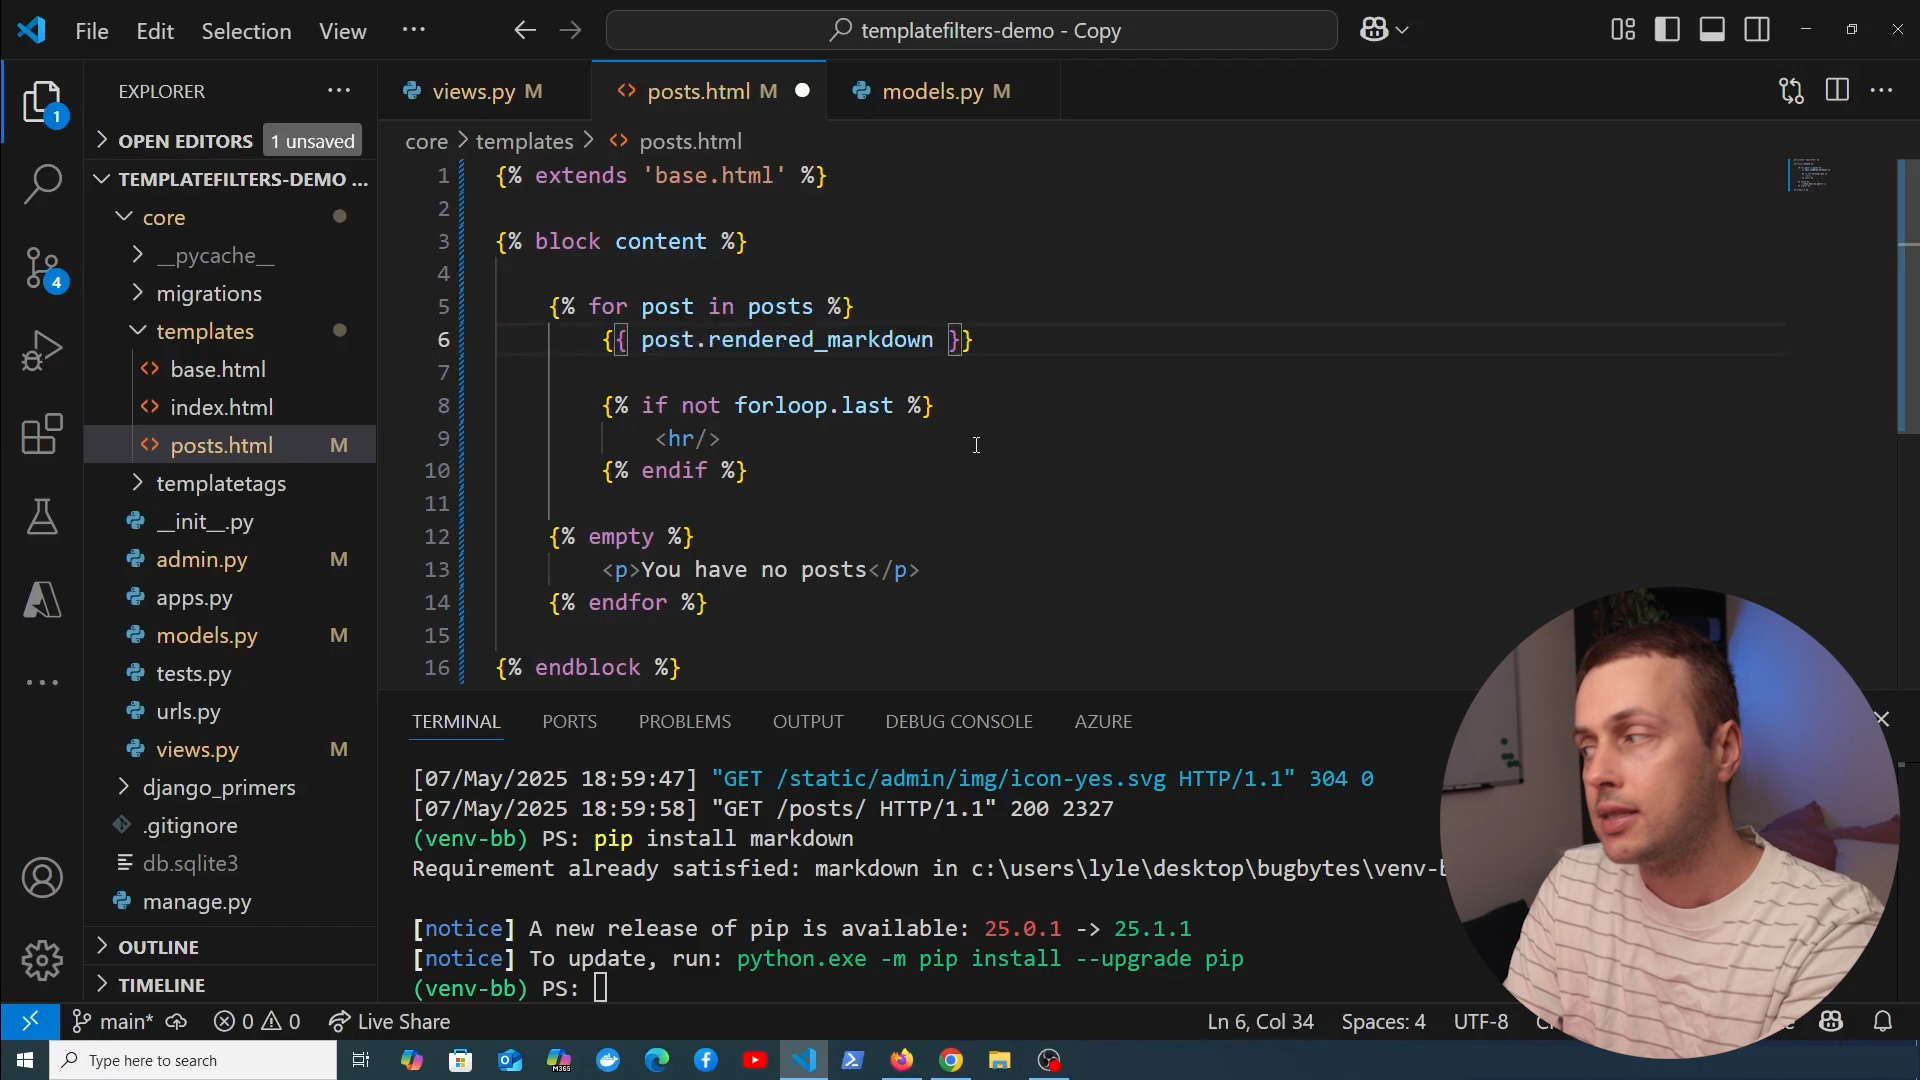 File Edit Selection View ··· templatefilters-demo - Copy
EXPLORER ···
1
OPEN EDITORS 1 unsaved
TEMPLATEFILTERS-DEMO ...
core
__pycache__
migrations
templates
base.html
index.html
posts.html M
templatetags
__init__.py
admin.py M
apps.py
models.py M
tests.py
urls.py
views.py M
django_primers
.gitignore
db.sqlite3
manage.py
OUTLINE
TIMELINE
4
views.py M posts.html M models.py M
core > templates > posts.html
1 {% extends 'base.html' %}
2
3 {% block content %}
4
5 {% for post in posts %}
6 {{ post.rendered_markdown }}
7
8 {% if not forloop.last %}
9 <hr/>
10 {% endif %}
11
12 {% empty %}
13 <p>You have no posts</p>
14 {% endfor %}
15
16 {% endblock %}
TERMINAL PORTS PROBLEMS OUTPUT DEBUG CONSOLE AZURE
[07/May/2025 18:59:47] "GET /static/admin/img/icon-yes.svg HTTP/1.1" 304 0
[07/May/2025 18:59:58] "GET /posts/ HTTP/1.1" 200 2327
(venv-bb) PS: pip install markdown
Requirement already satisfied: markdown in c:\users\lyle\desktop\bugbytes\venv-b
[notice] A new release of pip is available: 25.0.1 -> 25.1.1
[notice] To update, run: python.exe -m pip install --upgrade pip
(venv-bb) PS:
main* 0 0 Live Share Ln 6, Col 34 Spaces: 4 UTF-8
Type here to search
M365